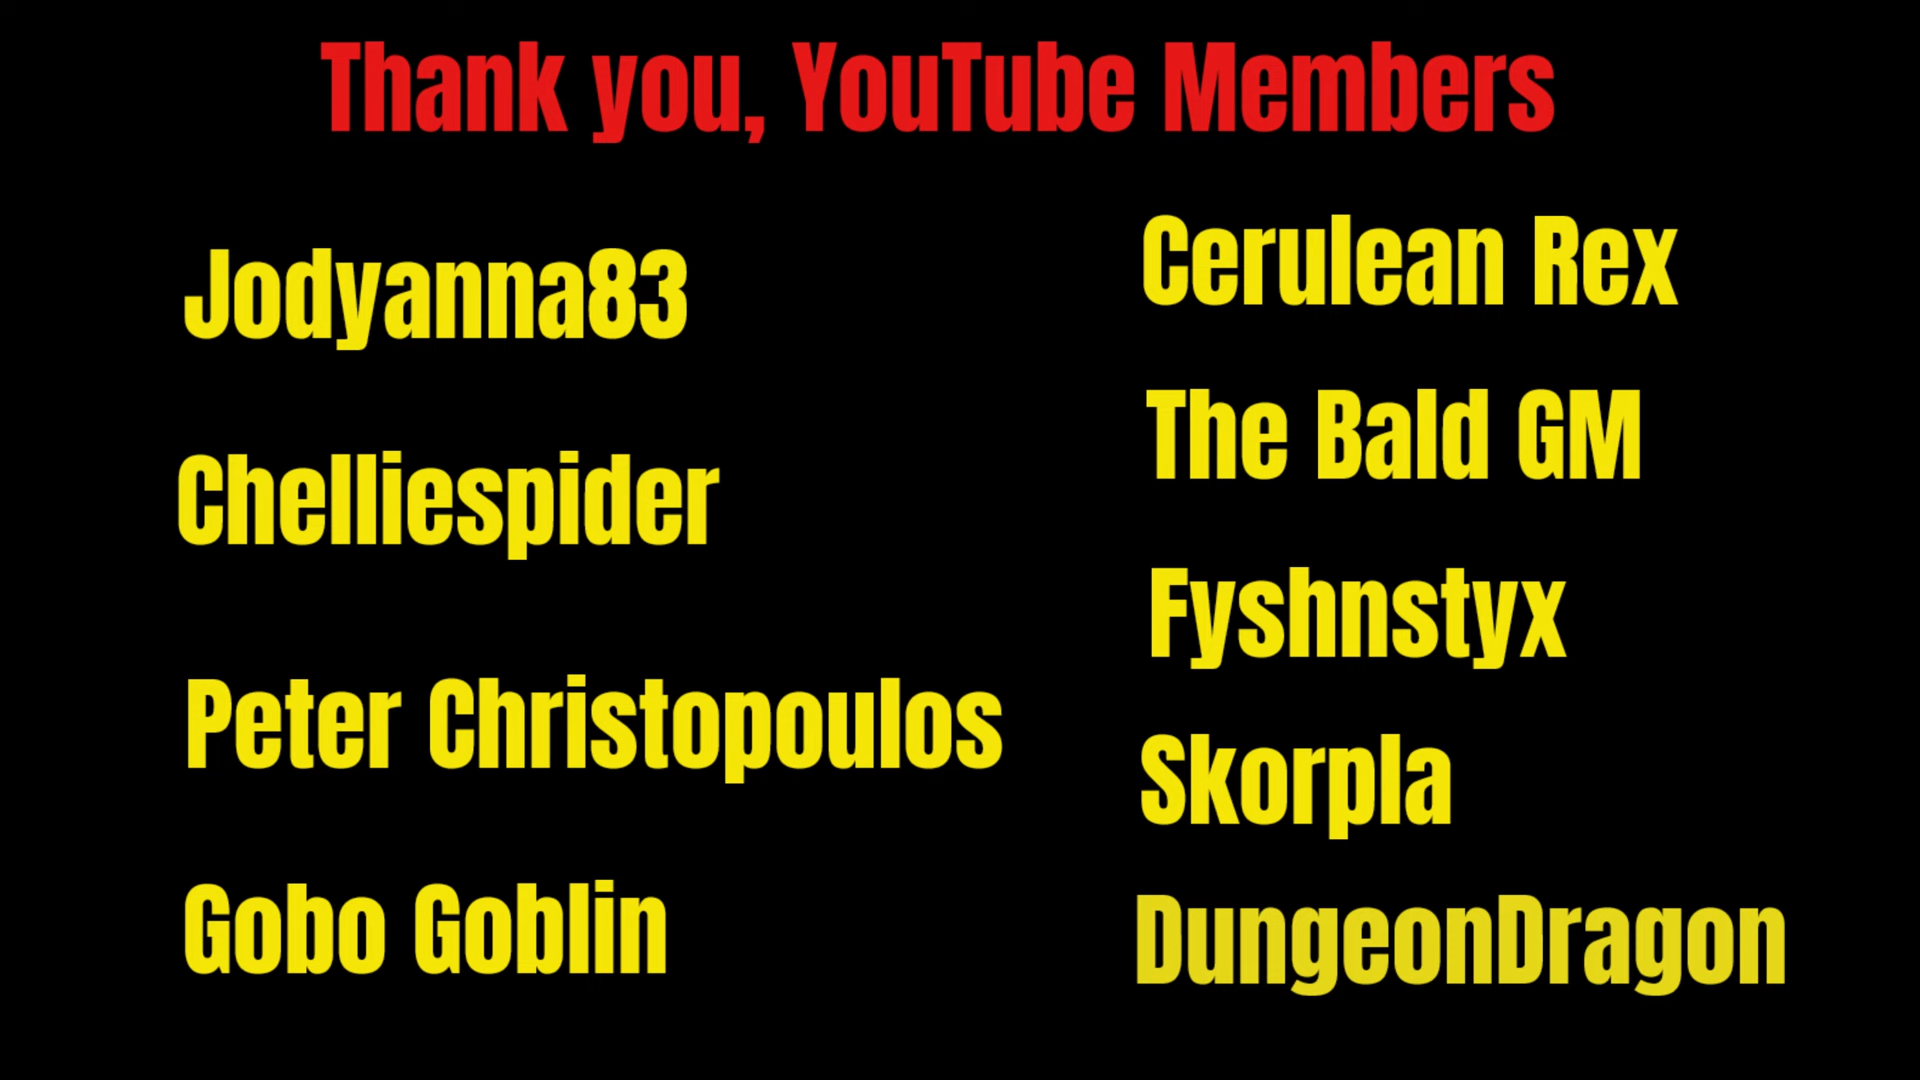 Thank you, YouTube Members
Jodyanna83
Chelliespider
Peter Christopoulos
Gobo Goblin
Cerulean Rex
The Bald GM
Fyshnstyx
Skorpla
DungeonDragon